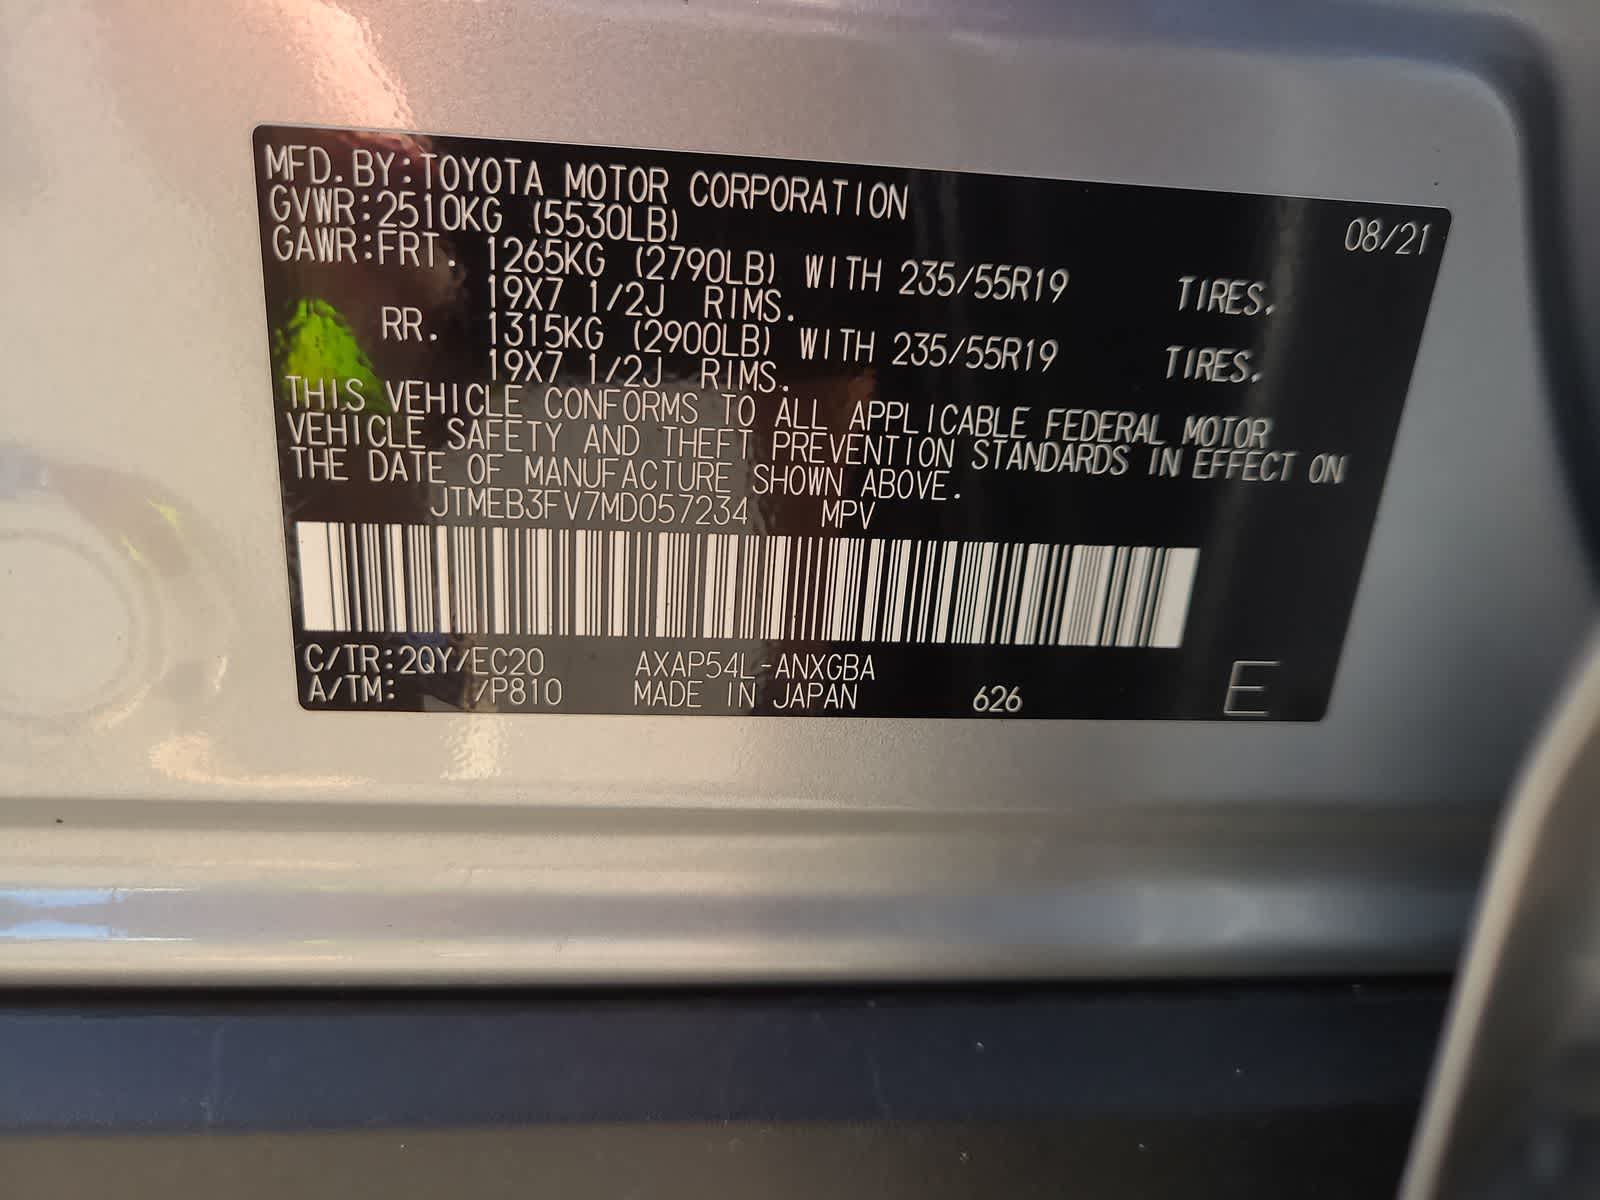 MFD.BY:TOYOTA MOTOR CORPORATION 08/21
GVWR:2510KG (5530LB)
GAWR:FRT. 1265KG (2790LB) WITH 235/55R19 TIRES.
19X7 1/2J RIMS.
RR. 1315KG (2900LB) WITH 235/55R19 TIRES.
19X7 1/2J RIMS.
THIS VEHICLE CONFORMS TO ALL APPLICABLE FEDERAL MOTOR
VEHICLE SAFETY AND THEFT PREVENTION STANDARDS IN EFFECT ON
THE DATE OF MANUFACTURE SHOWN ABOVE.
JTMEB3FV7MD057234 MPV
C/TR:2QY/EC20 AXAP54L-ANXGBA
A/TM: /P810 MADE IN JAPAN 626 E